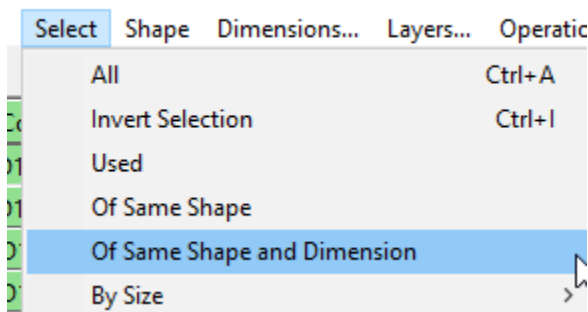 Select Shape Dimensions... Layers...
All Ctrl+A
Invert Selection Ctrl+I
Used
Of Same Shape
Of Same Shape and Dimension
By Size >